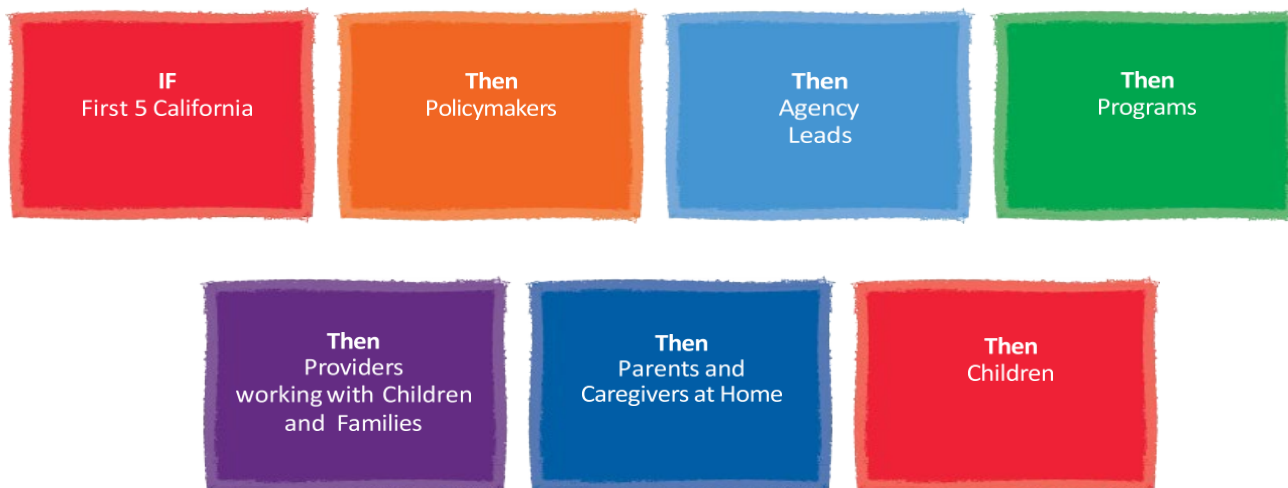 IF
First 5 California
Then
Policymakers
Then
Agency
Leads
Then
Programs
Then
Providers
working with Children
and Families
Then
Parents and
Caregivers at Home
Then
Children